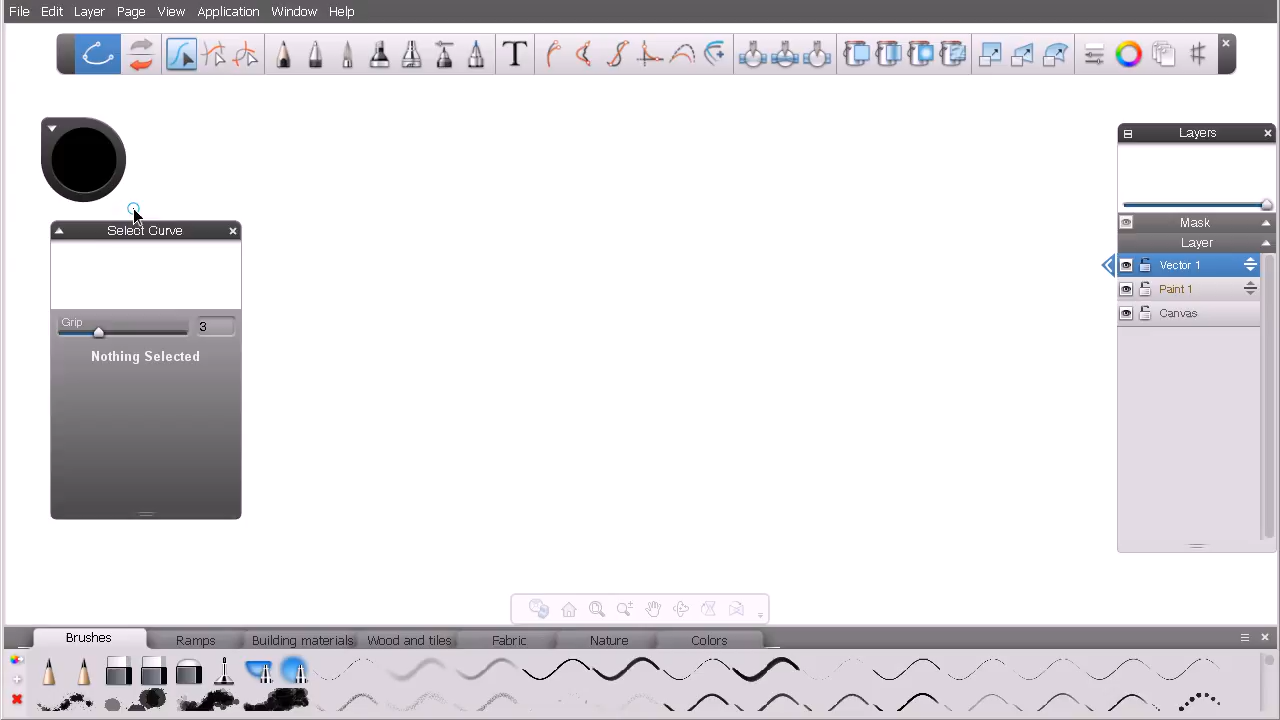 File Edit Layer Page View Application Window Help
T
Layers
Select Curve
Mask
Layer
Vector 1
Paint 1
Canvas
Grip 3
Nothing Selected
Brushes Ramps Building materials Wood and tiles Fabric Nature Colors